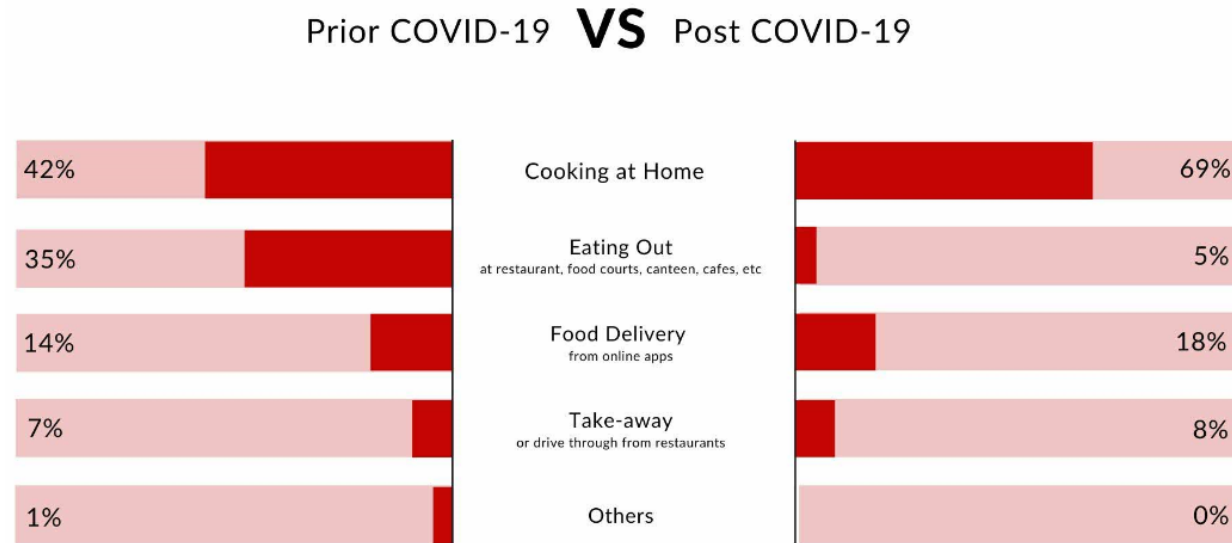 Prior COVID-19 VS Post COVID-19
42% Cooking at Home 69%
35% Eating Out 5%
at restaurant, food courts, canteen, cafes, etc
14% Food Delivery 18%
from online apps
7% Take-away 8%
or drive through from restaurants
1% Others 0%